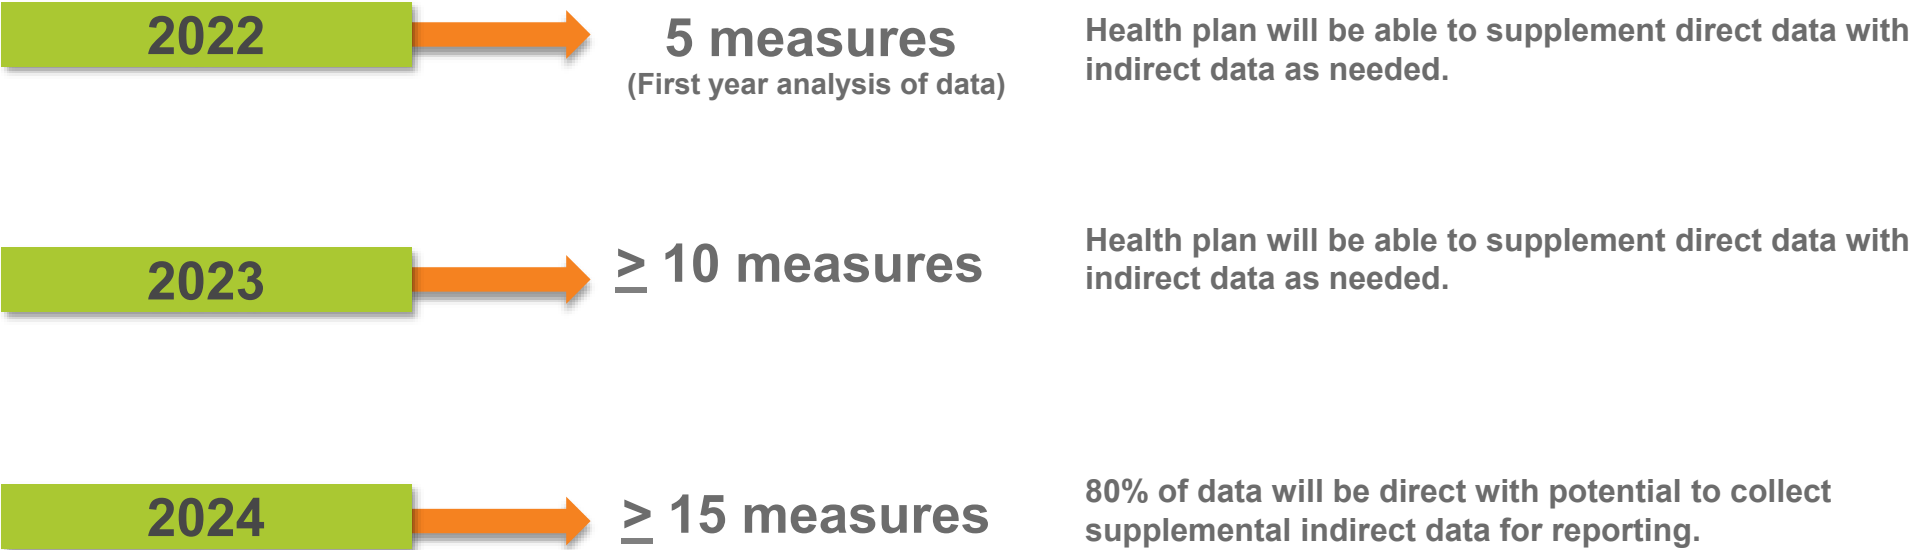 2022
5 measures
(First year analysis of data)
Health plan will be able to supplement direct data with
indirect data as needed.
2023
≥ 10 measures
Health plan will be able to supplement direct data with
indirect data as needed.
2024
≥ 15 measures
80% of data will be direct with potential to collect
supplemental indirect data for reporting.